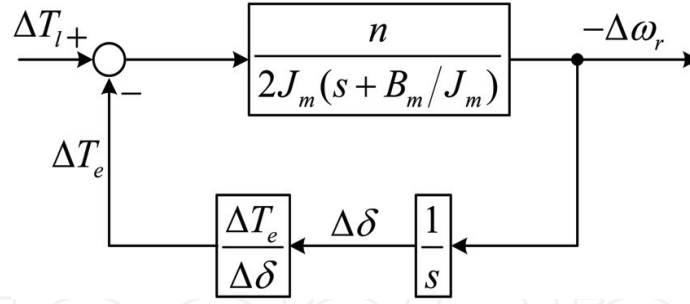 ΔT_l + n −Δω_r
2J_m(s + B_m/J_m)
−
ΔT_e
ΔT_e Δδ 1
Δδ s